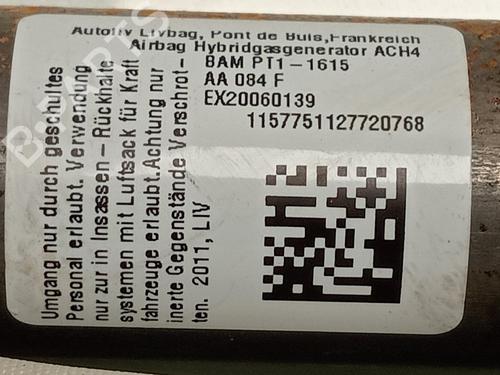 Autoliv Livbag, Pont de Buis,Frankreich
Airbag Hybridgasgenerator ACH4
BAM PT1-1615
AA 084 F
EX20060139
1157751127720768
Umgang nur durch geschultes
Personal erlaubt. Verwendung
nur zur in Insassen-Rückhalte
systemen mit Luftsack für Kraft
fahrzeuge erlaubt.Achtung nur
inerte Gegenstände Verschrot-
ten. 2011, LIV
B-PARTS